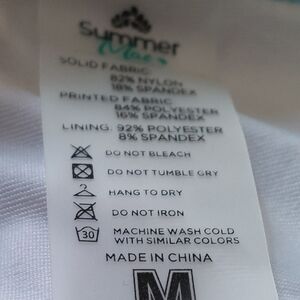 Summer
Mae
SOLID FABRIC
82% NYLON
18% SPANDEX
PRINTED FABRIC
84% POLYESTER
16% SPANDEX
LINING: 92% POLYESTER
8% SPANDEX
DO NOT BLEACH
DO NOT TUMBLE DRY
HANG TO DRY
DO NOT IRON
30 MACHINE WASH COLD
WITH SIMILAR COLORS
MADE IN CHINA
M